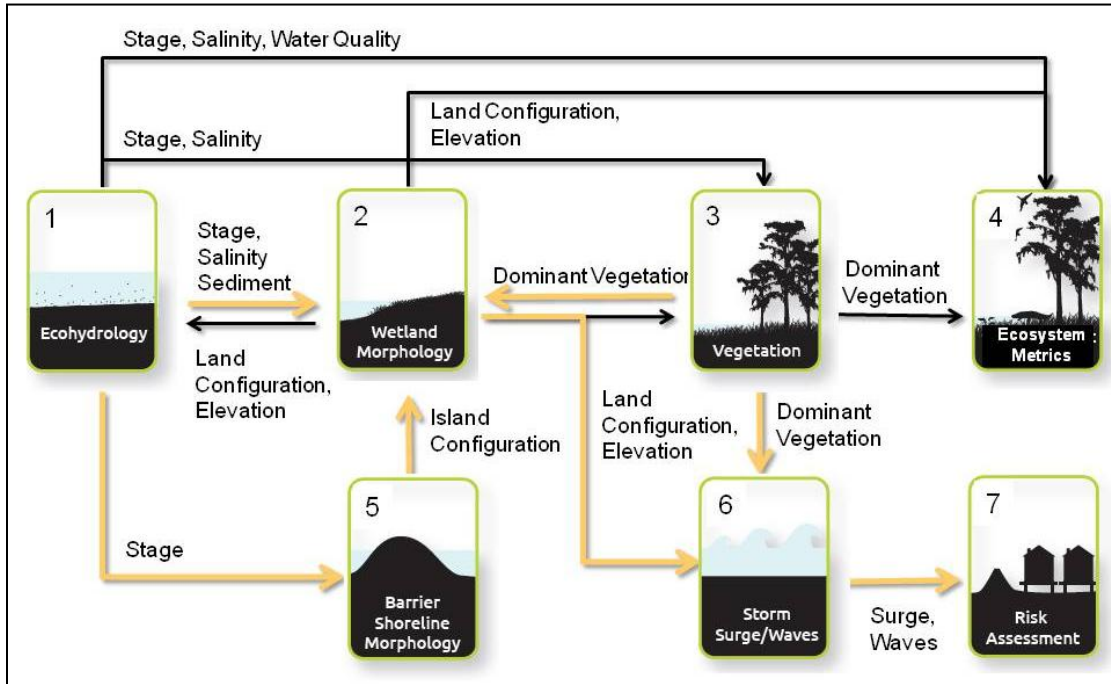 Stage, Salinity, Water Quality
Land Configuration,
Elevation
Stage, Salinity
1
Ecohydrology
Stage,
Salinity
Sediment
Land
Configuration,
Elevation
2
Wetland
Morphology
Dominant Vegetation
3
Vegetation
Dominant
Vegetation
4
Ecosystem :
Metrics
Island
Configuration
Land
Configuration,
Elevation
Dominant
Vegetation
Stage
5
Barrier
Shoreline
Morphology
6
Storm
Surge/Waves
Surge,
Waves
7
Risk
Assessment